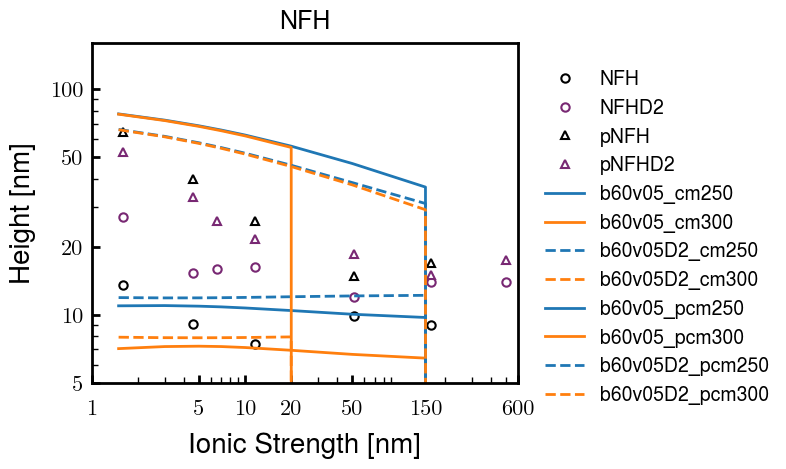 NFH
Height [nm]
100
50
20
10
5
1
5
10
20
50
150
600
Ionic Strength [nm]
NFH
NFHD2
pNFH
pNFHD2
b60v05_cm250
b60v05_cm300
b60v05D2_cm250
b60v05D2_cm300
b60v05_pcm250
b60v05_pcm300
b60v05D2_pcm250
b60v05D2_pcm300